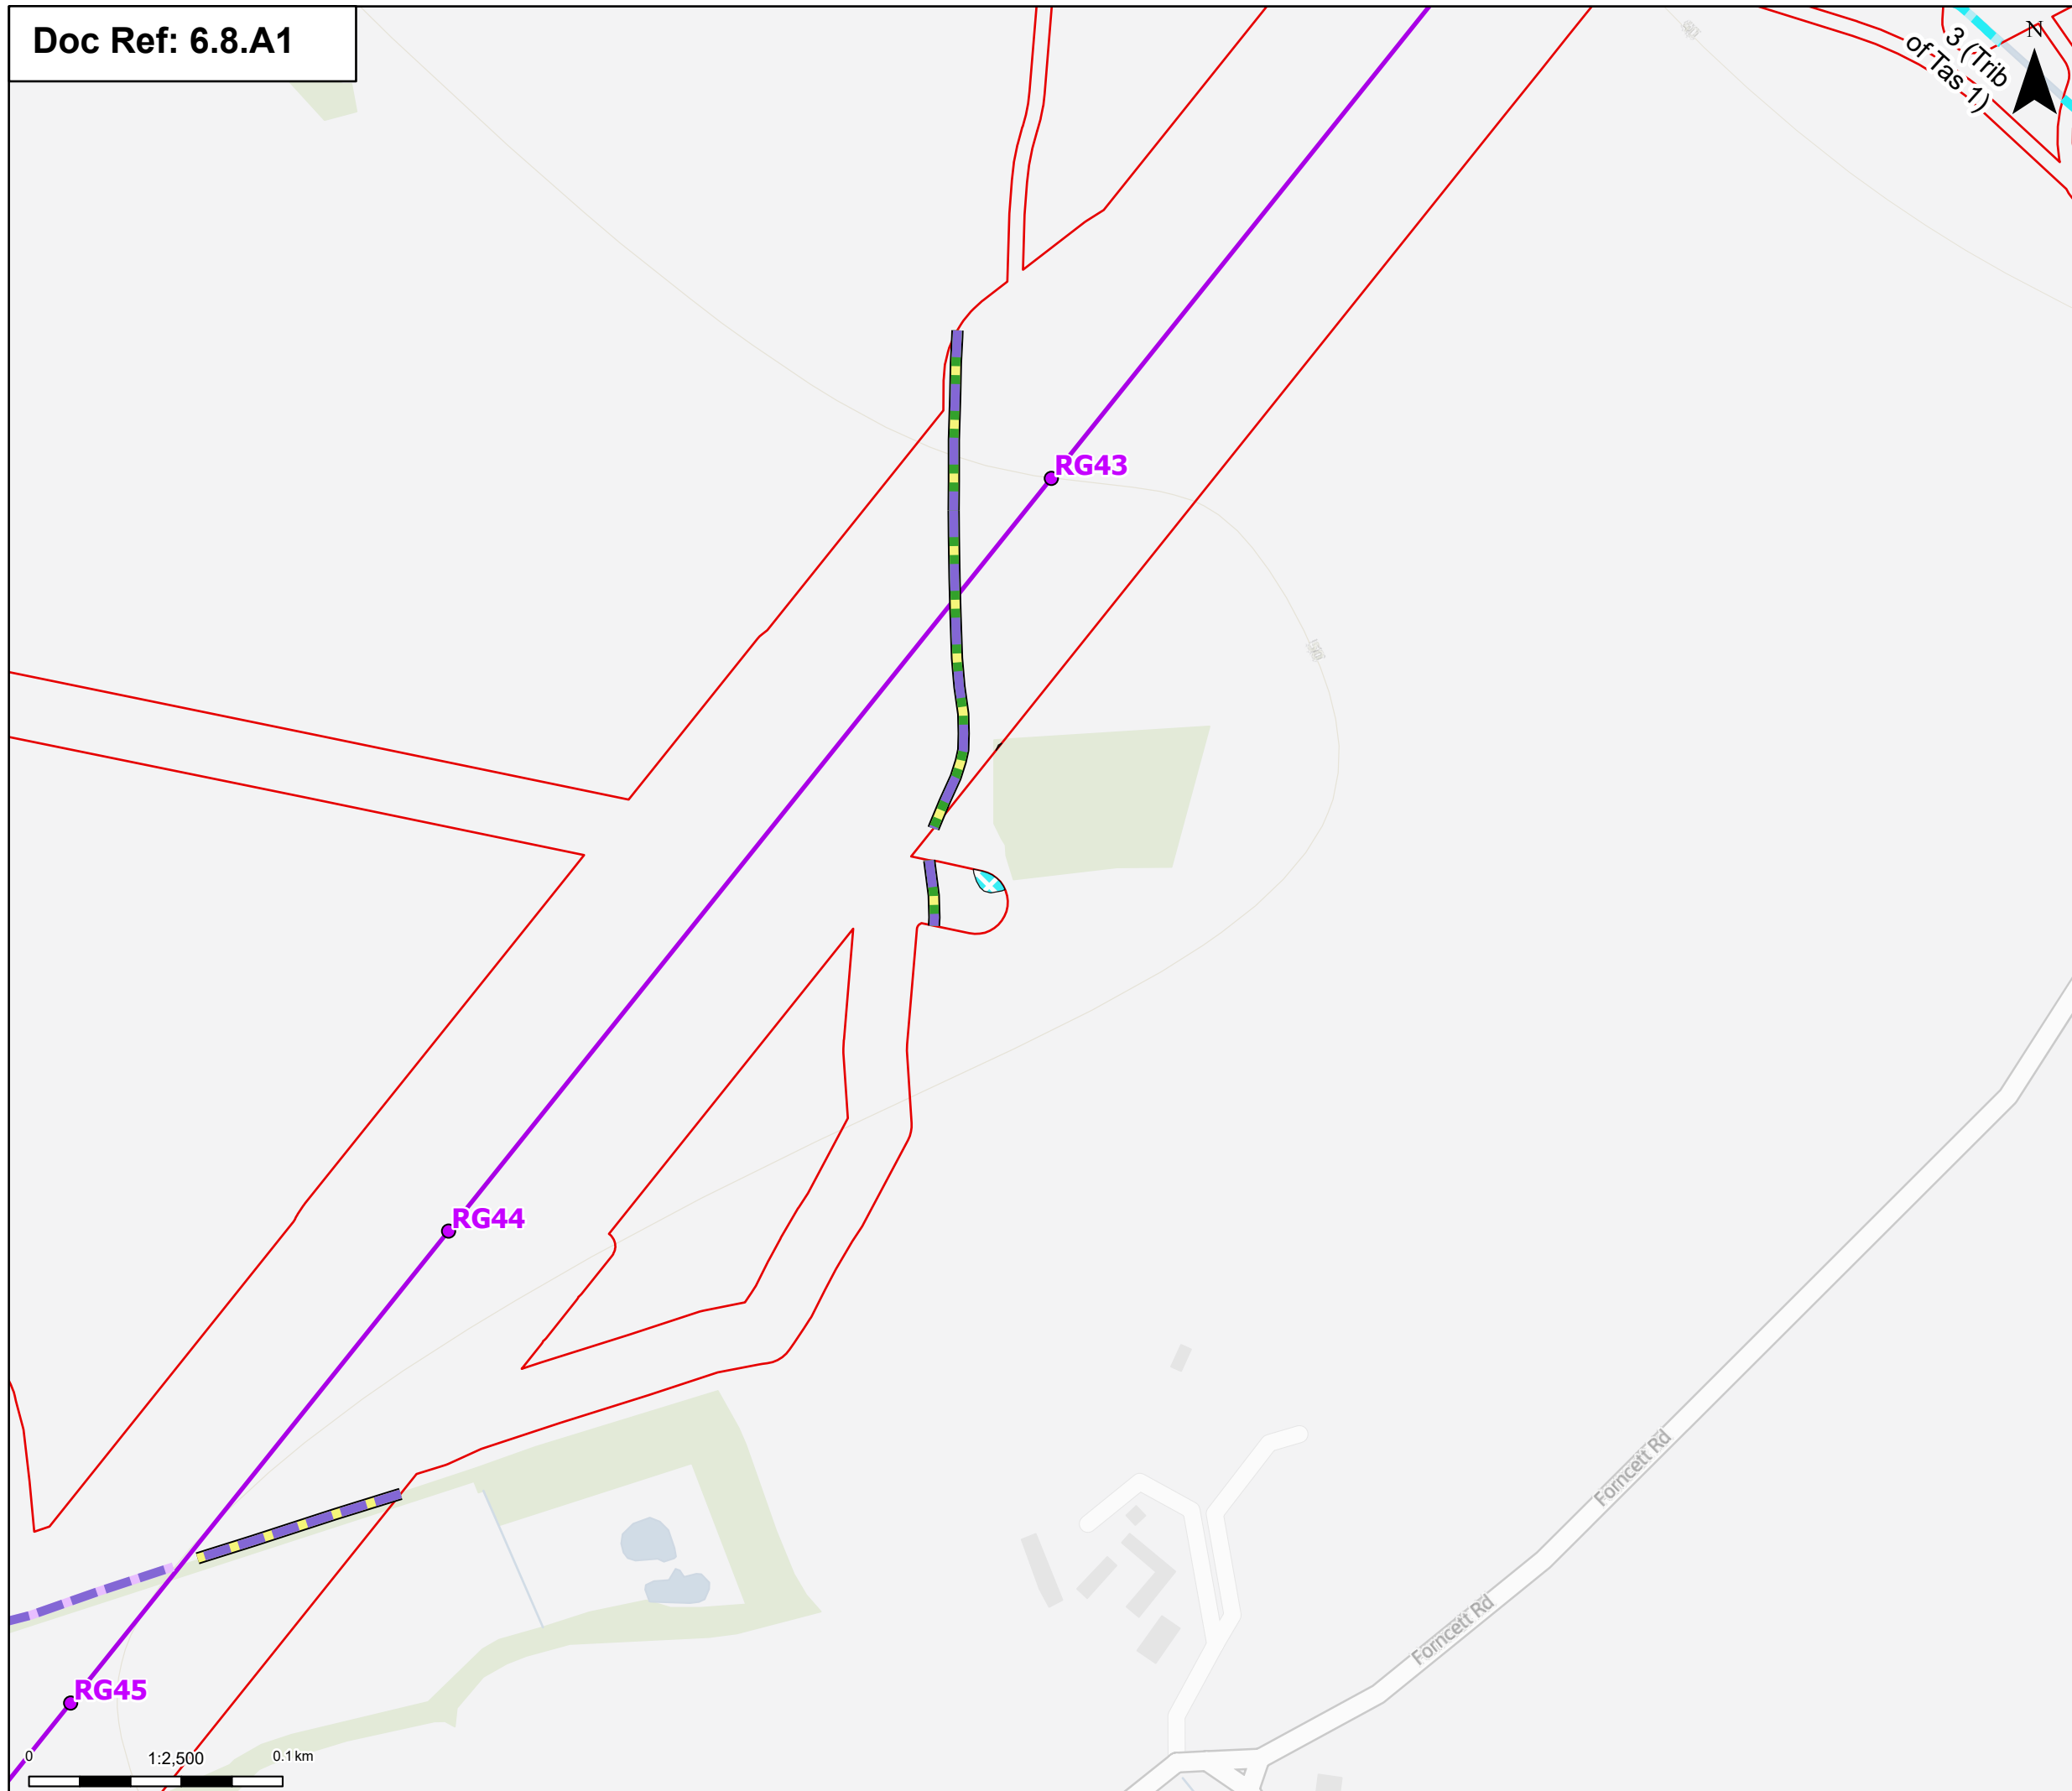 Doc Ref: 6.8.A1
3 (Trib
of Tas 1)
N
RG43
RG44
Forncett Rd
Forncett Rd
RG45
0
1:2,500
0.1 km